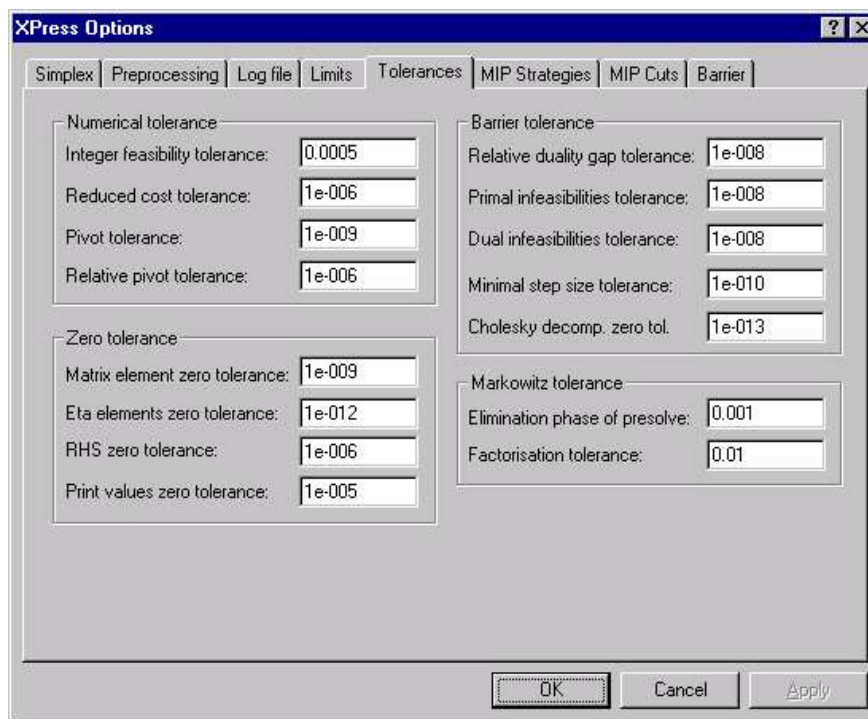 XPress Options
Simplex Preprocessing Log file Limits Tolerances MIP Strategies MIP Cuts Barrier
Numerical tolerance
Integer feasibility tolerance: 0.0005
Reduced cost tolerance: 1e-006
Pivot tolerance: 1e-009
Relative pivot tolerance: 1e-006
Zero tolerance
Matrix element zero tolerance: 1e-009
Eta elements zero tolerance: 1e-012
RHS zero tolerance: 1e-006
Print values zero tolerance: 1e-005
Barrier tolerance
Relative duality gap tolerance: 1e-008
Primal infeasibilities tolerance: 1e-008
Dual infeasibilities tolerance: 1e-008
Minimal step size tolerance: 1e-010
Cholesky decomp. zero tol. 1e-013
Markowitz tolerance
Elimination phase of presolve: 0.001
Factorisation tolerance: 0.01
OK Cancel Apply